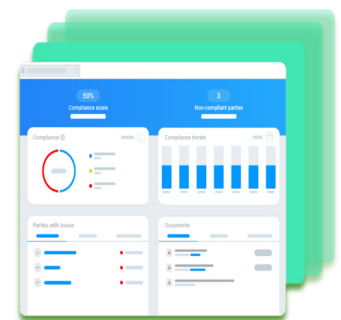 50%
Compliance score
3
Non-compliant parties
Compliance
Compliance trends
Parties with issues
Documents